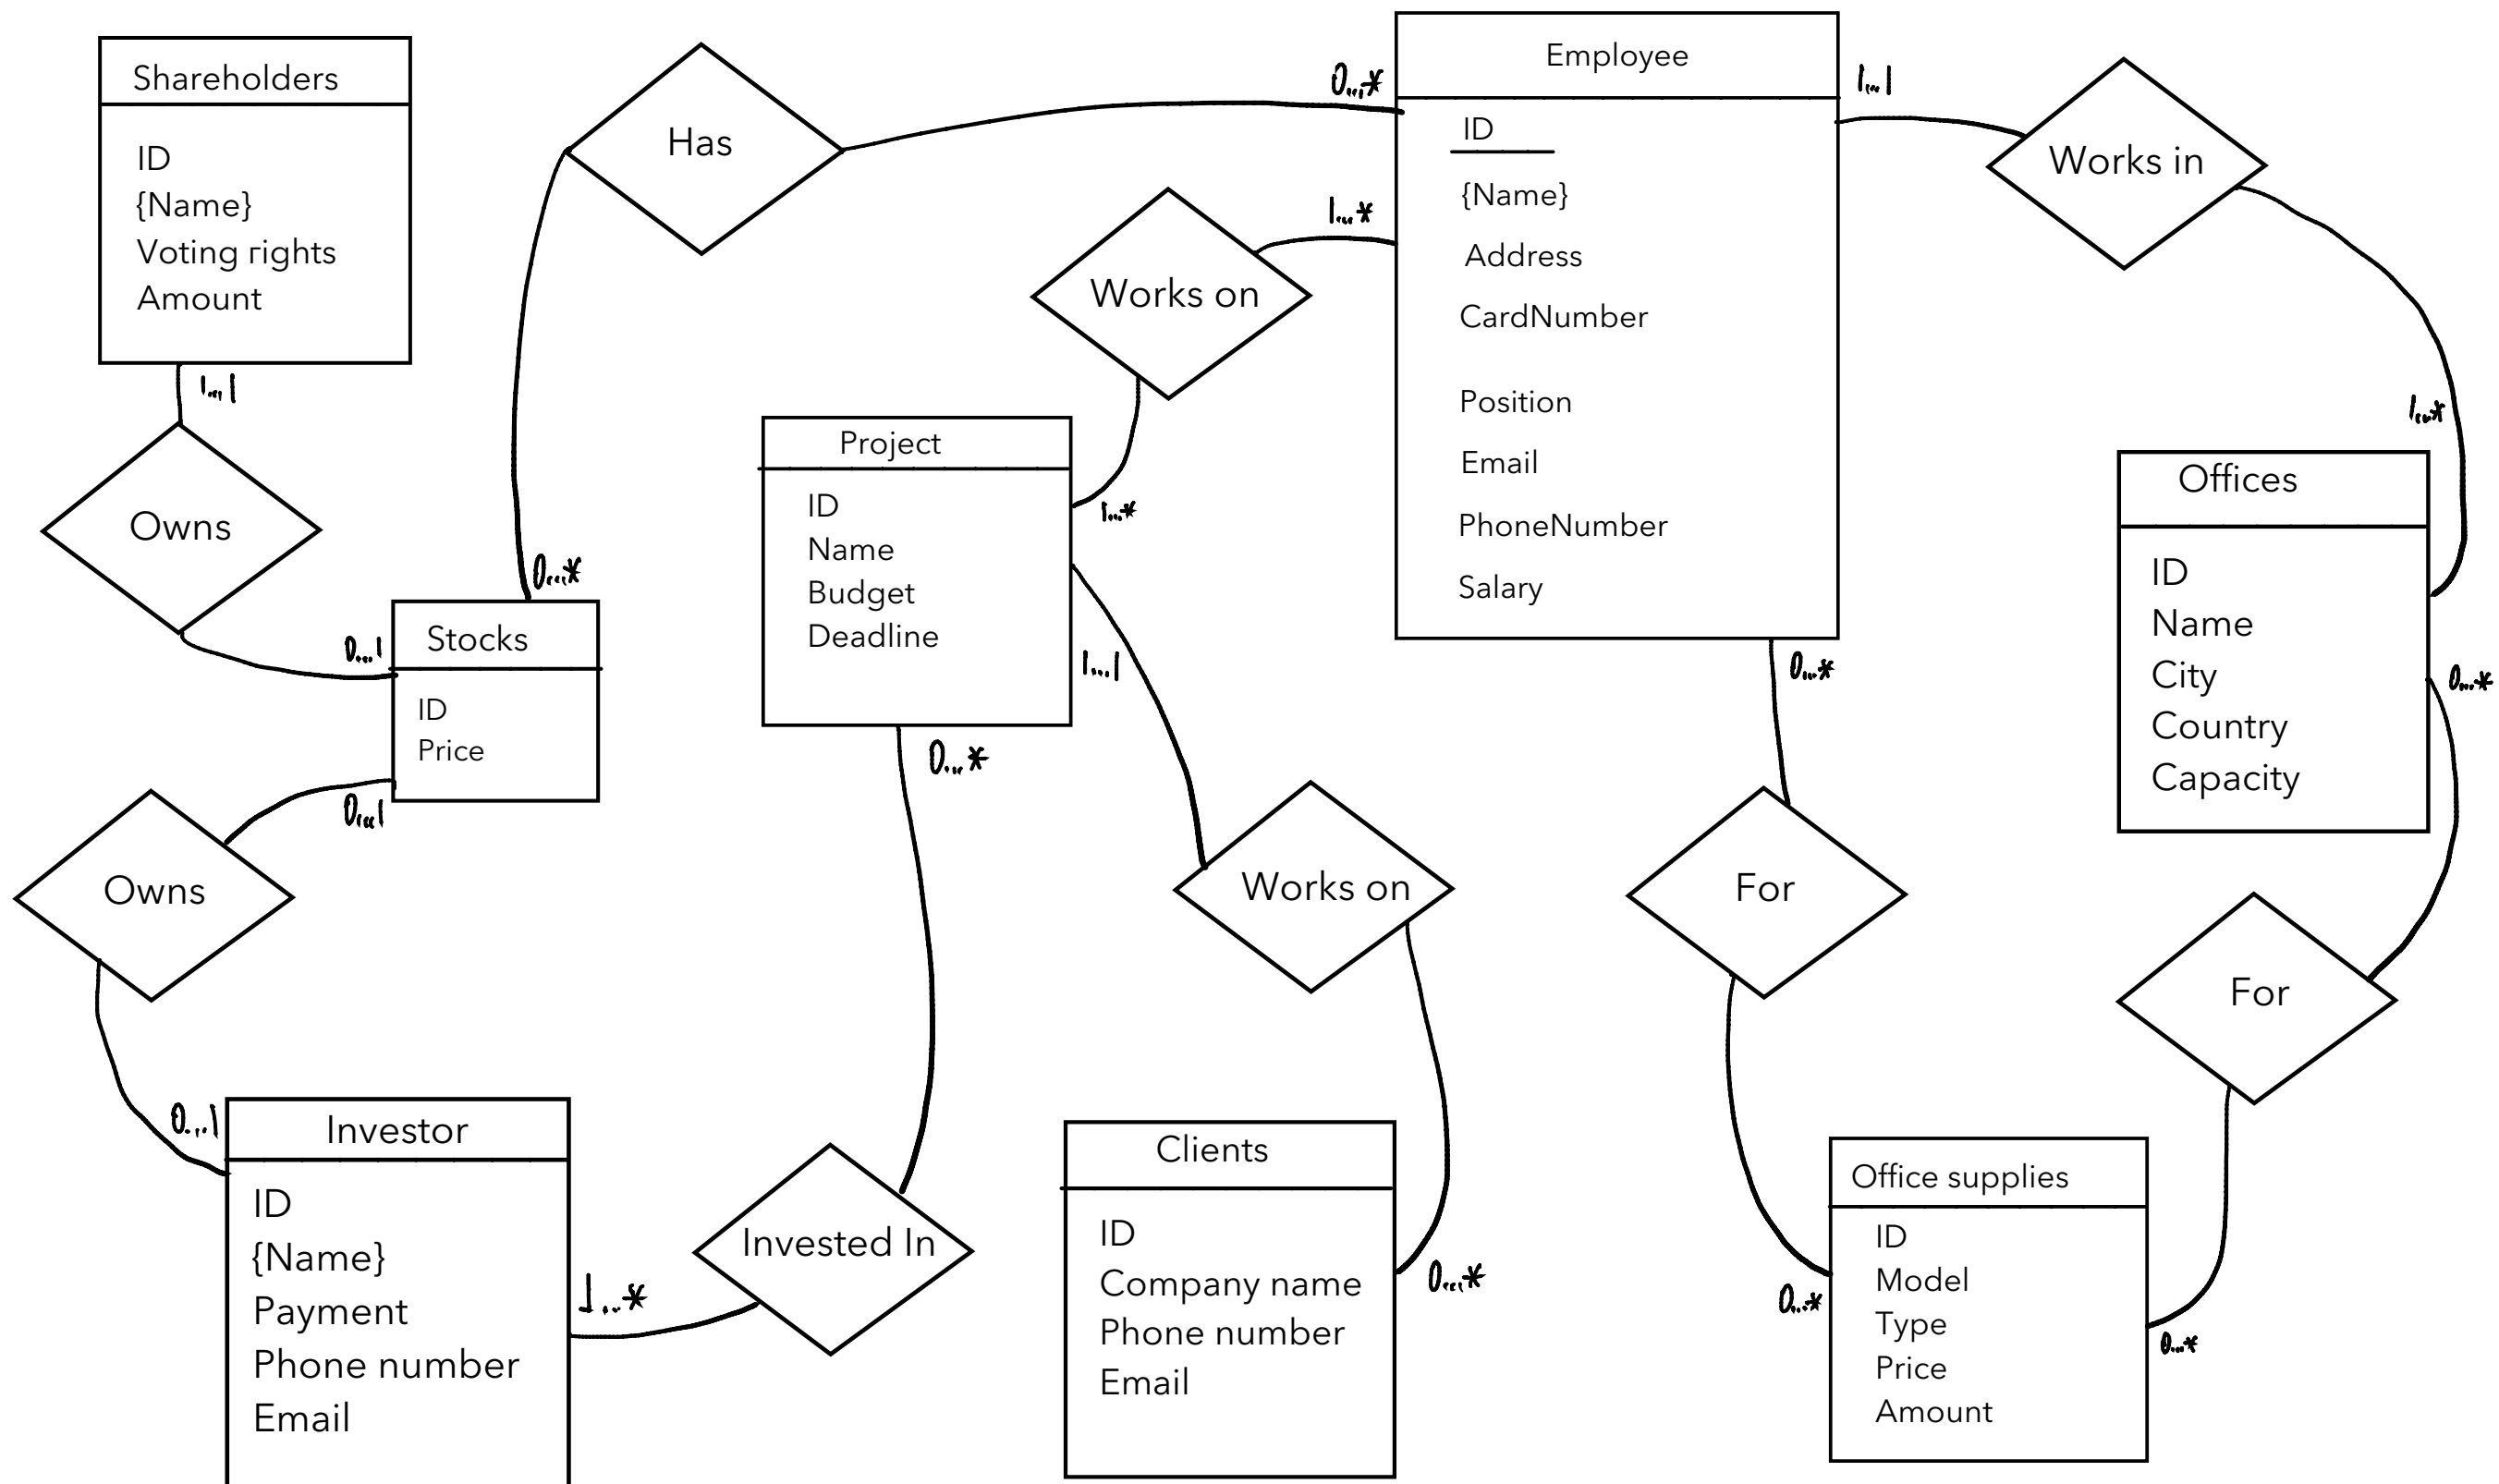 Shareholders
ID
{Name}
Voting rights
Amount
1...1
Owns
0...1
Has
0...*
0...*
Stocks
ID
Price
0...1
Owns
0...1
Investor
ID
{Name}
Payment
Phone number
Email
1...*
Invested In
0...*
Project
ID
Name
Budget
Deadline
1...*
Works on
1...*
1...1
Works on
0...*
Clients
ID
Company name
Phone number
Email
Employee
ID
{Name}
Address
CardNumber
Position
Email
PhoneNumber
Salary
1...1
Works in
1...*
Offices
ID
Name
City
Country
Capacity
0...*
For
0...*
0...*
For
0...*
Office supplies
ID
Model
Type
Price
Amount